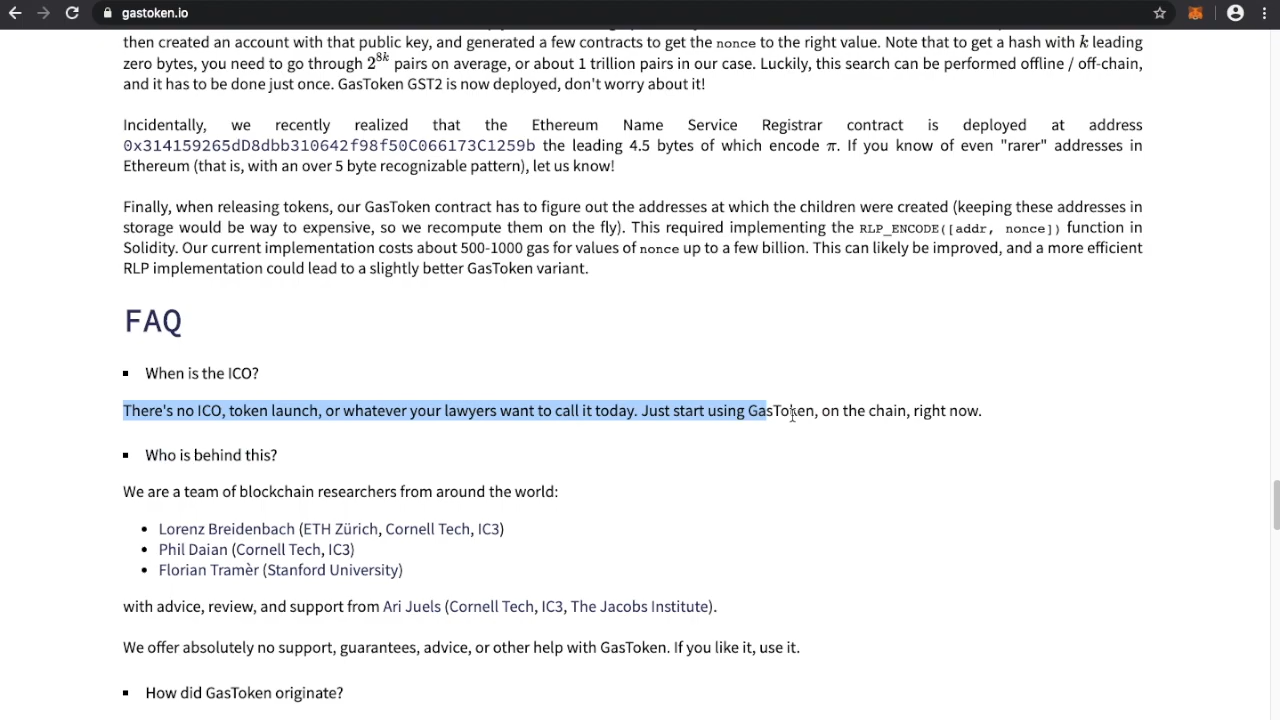 gastoken.io
then created an account with that public key, and generated a few contracts to get the nonce to the right value. Note that to get a hash with k leading
zero bytes, you need to go through 2^8k pairs on average, or about 1 trillion pairs in our case. Luckily, this search can be performed offline / off-chain,
and it has to be done just once. GasToken GST2 is now deployed, don't worry about it!
Incidentally, we recently realized that the Ethereum Name Service Registrar contract is deployed at address
0x314159265dD8dbb310642f98f50C066173C1259b the leading 4.5 bytes of which encode π. If you know of even "rarer" addresses in
Ethereum (that is, with an over 5 byte recognizable pattern), let us know!
Finally, when releasing tokens, our GasToken contract has to figure out the addresses at which the children were created (keeping these addresses in
storage would be way to expensive, so we recompute them on the fly). This required implementing the RLP_ENCODE([addr, nonce]) function in
Solidity. Our current implementation costs about 500-1000 gas for values of nonce up to a few billion. This can likely be improved, and a more efficient
RLP implementation could lead to a slightly better GasToken variant.
FAQ
▪ When is the ICO?
There's no ICO, token launch, or whatever your lawyers want to call it today. Just start using GasToken, on the chain, right now.
▪ Who is behind this?
We are a team of blockchain researchers from around the world:
• Lorenz Breidenbach (ETH Zürich, Cornell Tech, IC3)
• Phil Daian (Cornell Tech, IC3)
• Florian Tramèr (Stanford University)
with advice, review, and support from Ari Juels (Cornell Tech, IC3, The Jacobs Institute).
We offer absolutely no support, guarantees, advice, or other help with GasToken. If you like it, use it.
▪ How did GasToken originate?